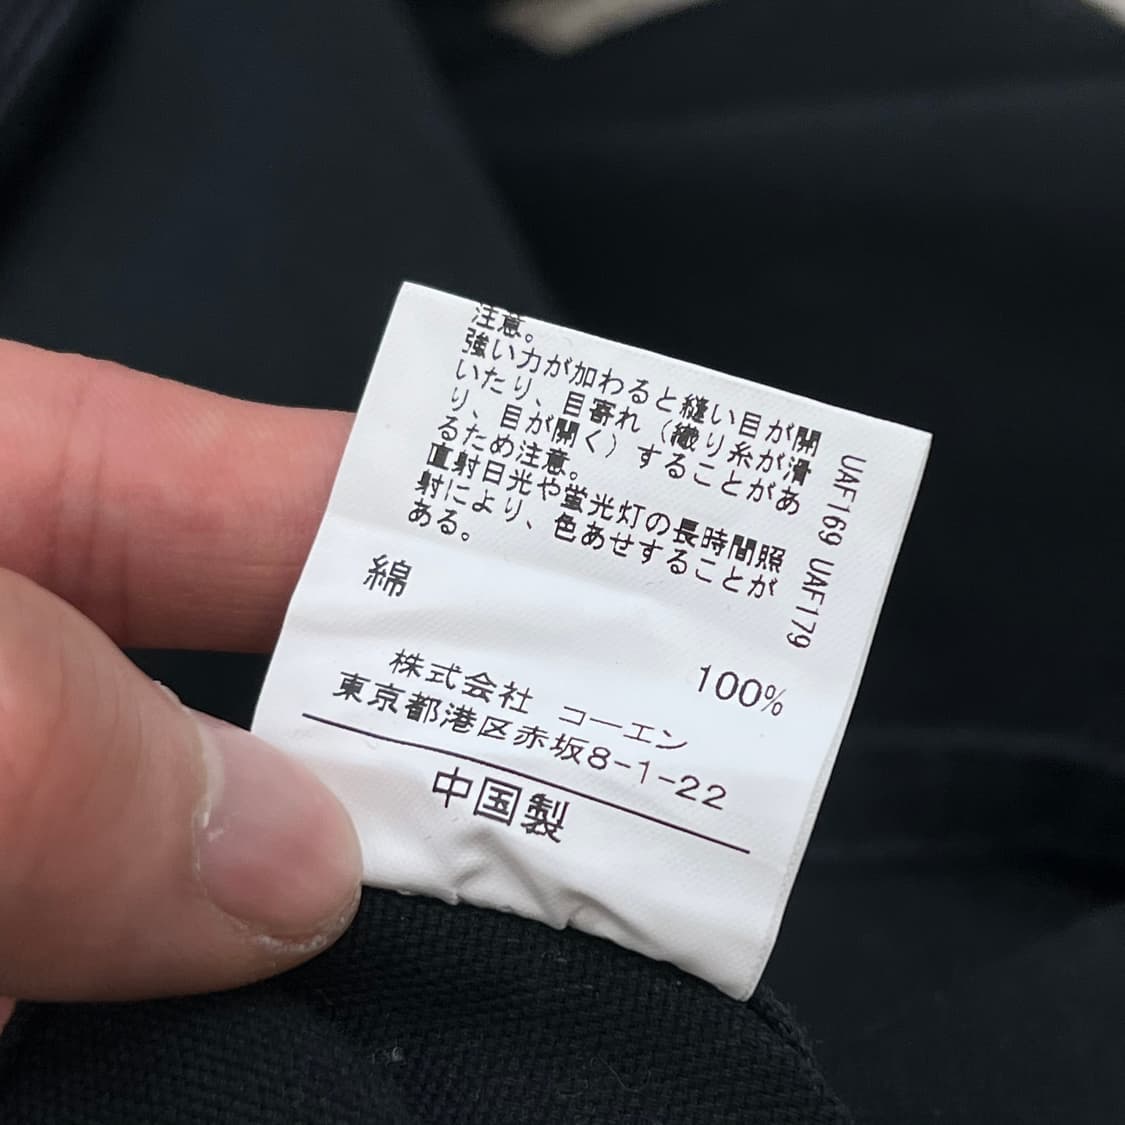 注意。
強い力が加わると縫い目が開
いたり、目寄れ（織り糸が滑
り、目が開く）することがあ
るため注意。
直射日光や蛍光灯の長時間照
射により、色あせすることが
ある。
UAF169 UAF179
綿 100%
株式会社 コーエン
東京都港区赤坂8-1-22
中国製